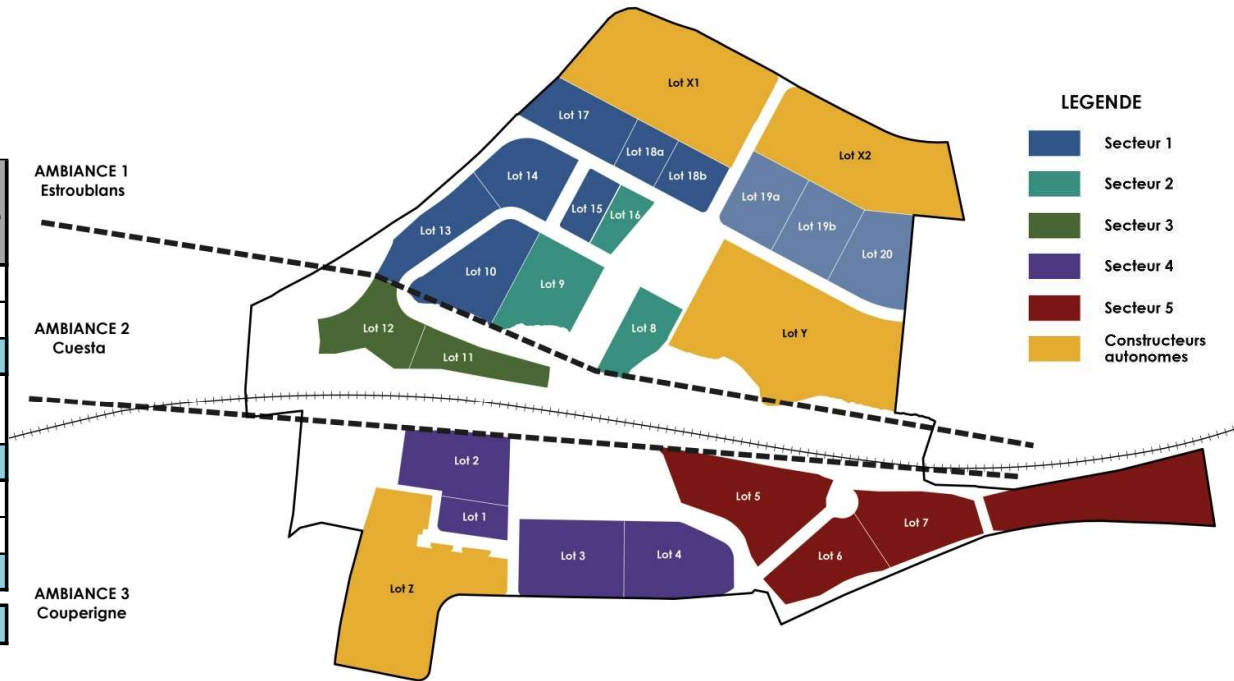 AMBIANCE 1
Estroublans
AMBIANCE 2
Cuesta
AMBIANCE 3
Couperigne
Lot X1
Lot 17
Lot 18a
Lot 18b
Lot X2
Lot 14
Lot 15
Lot 16
Lot 19a
Lot 19b
Lot 20
Lot 13
Lot 10
Lot 9
Lot 8
Lot Y
Lot 12
Lot 11
Lot 2
Lot 1
Lot 3
Lot 4
Lot Z
Lot 5
Lot 6
Lot 7
LEGENDE
Secteur 1
Secteur 2
Secteur 3
Secteur 4
Secteur 5
Constructeurs
autonomes